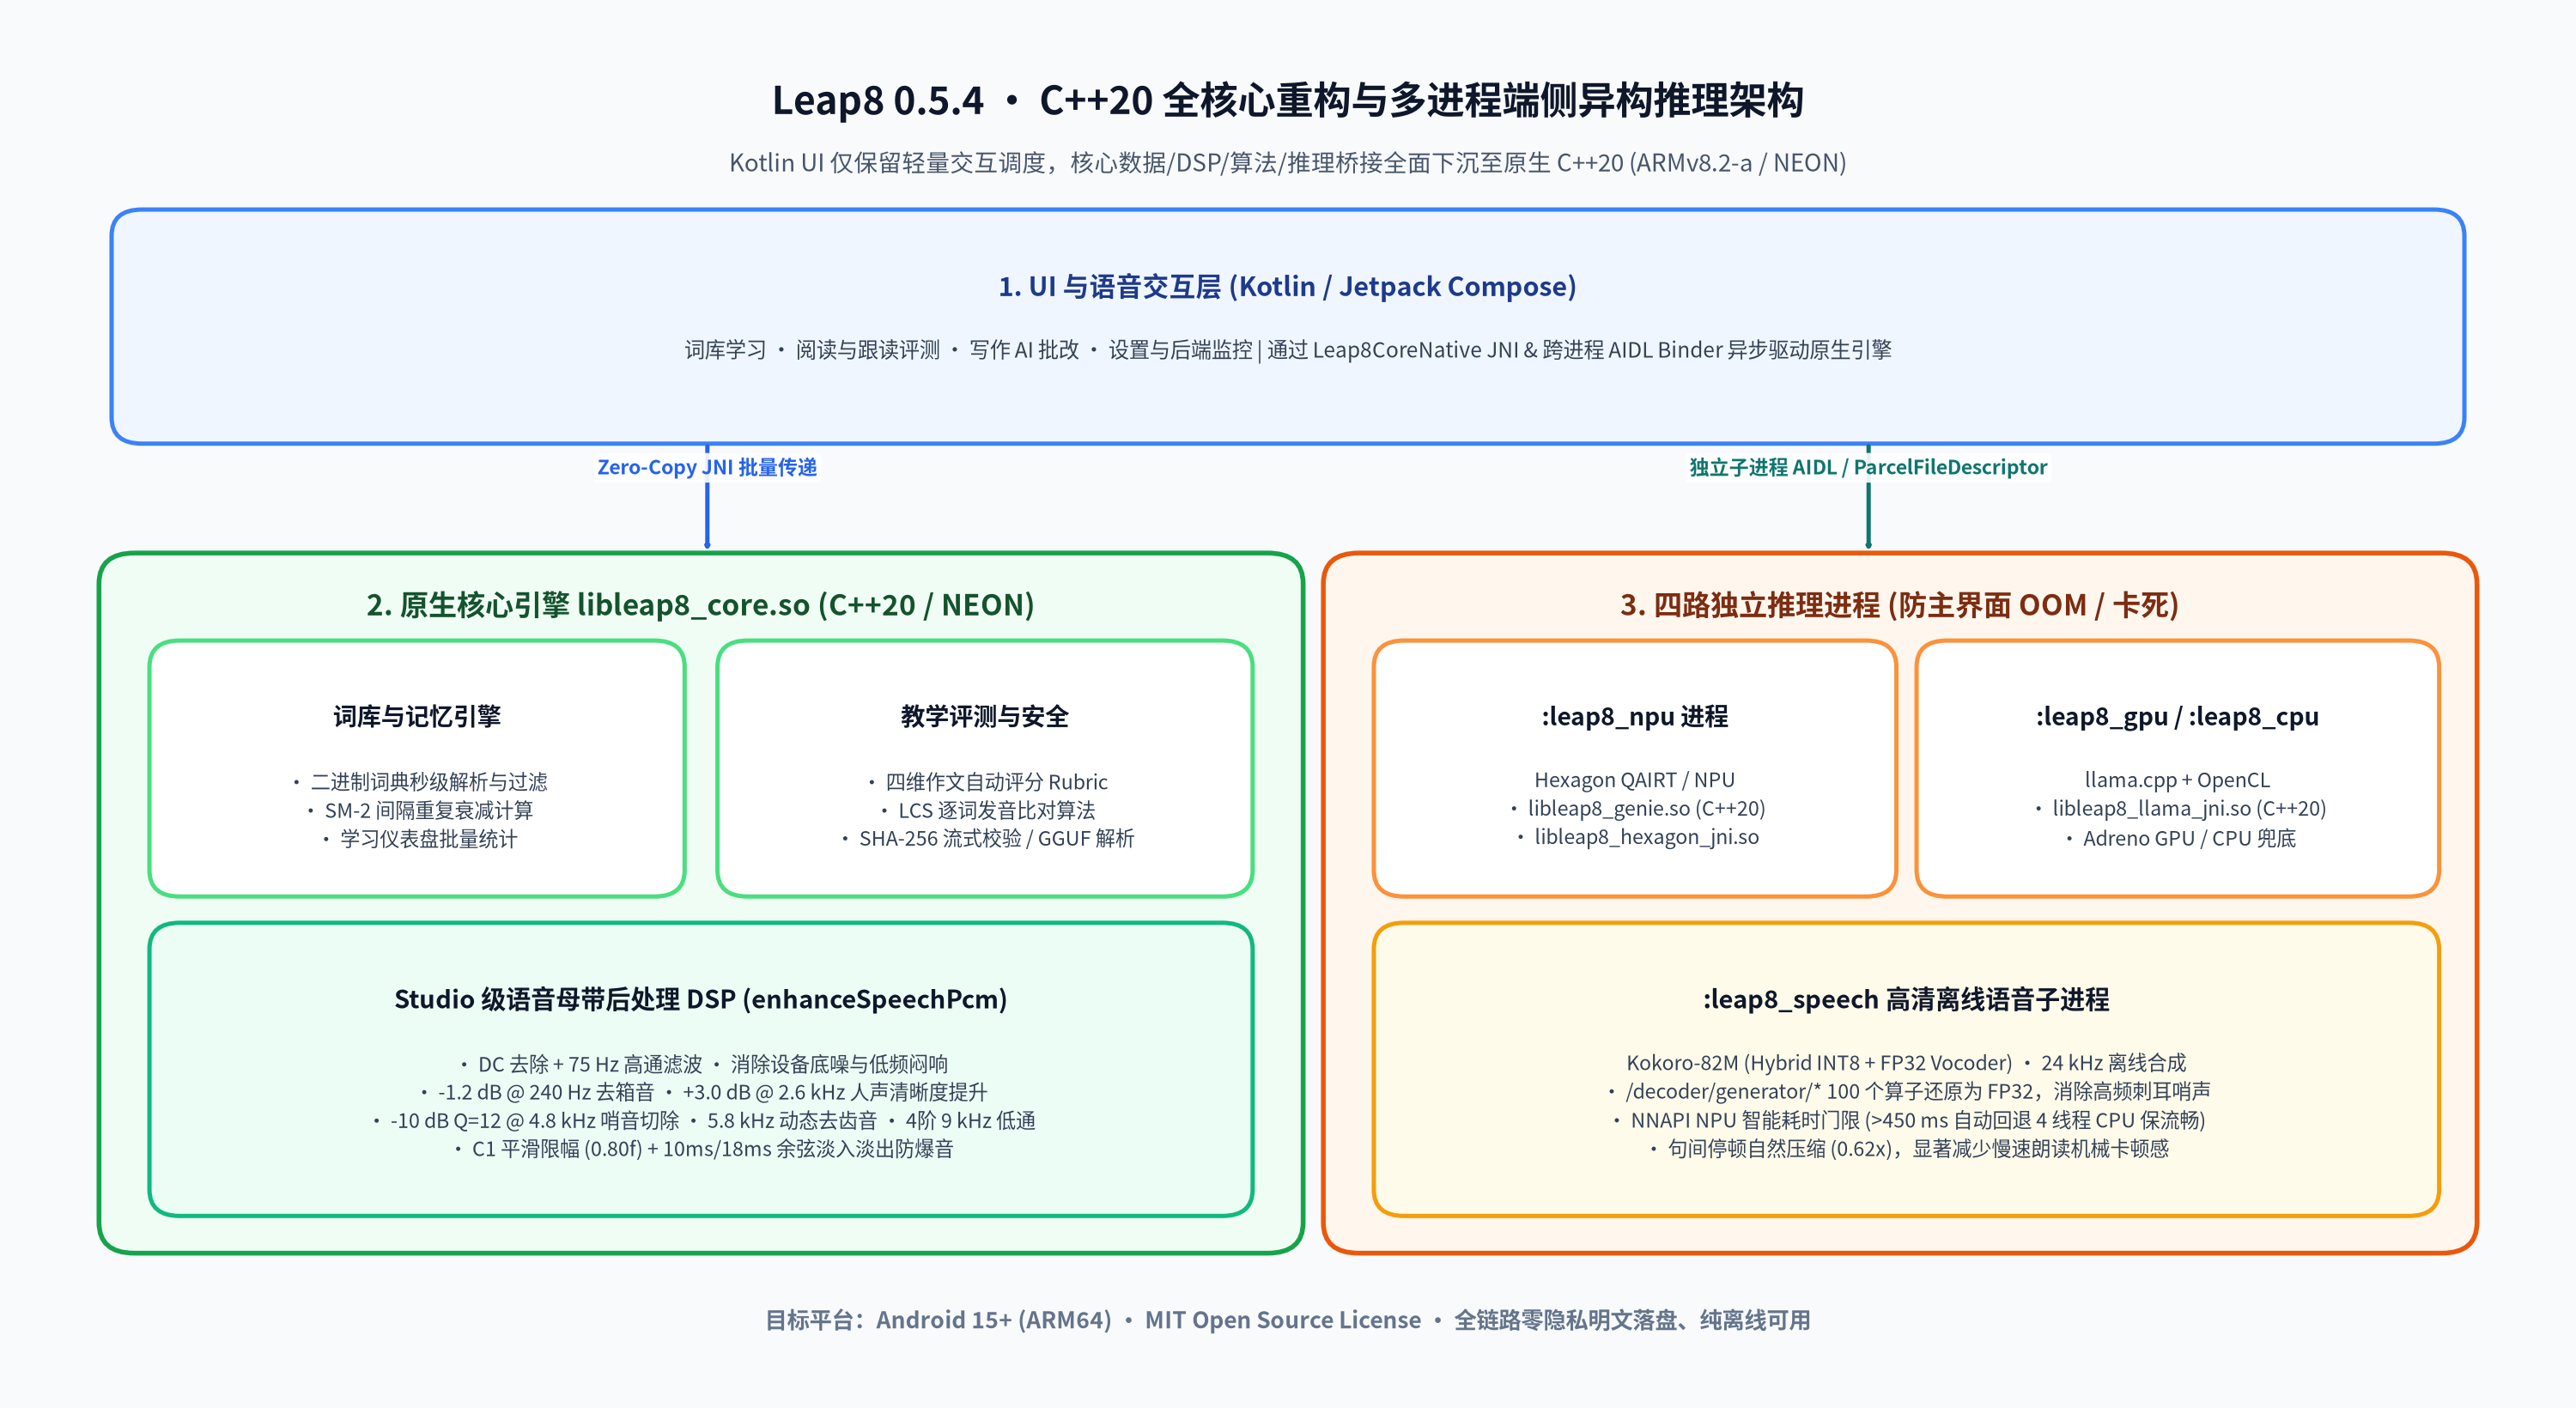 Leap8 0.5.4 • C++20 全核心重构与多进程端侧异构推理架构
Kotlin UI 仅保留轻量交互调度，核心数据/DSP/算法/推理桥接全面下沉至原生 C++20 (ARMv8.2-a / NEON)
1. UI 与语音交互层 (Kotlin / Jetpack Compose)
词库学习 • 阅读与跟读评测 • 写作 AI 批改 • 设置与后端监控 | 通过 Leap8CoreNative JNI & 跨进程 AIDL Binder 异步驱动原生引擎
Zero-Copy JNI 批量传递
独立子进程 AIDL / ParcelFileDescriptor
2. 原生核心引擎 libleap8_core.so (C++20 / NEON)
词库与记忆引擎
• 二进制词典秒级解析与过滤
• SM-2 间隔重复衰减计算
• 学习仪表盘批量统计
教学评测与安全
• 四维作文自动评分 Rubric
• LCS 逐词发音比对算法
• SHA-256 流式校验 / GGUF 解析
Studio 级语音母带后处理 DSP (enhanceSpeechPcm)
• DC 去除 + 75 Hz 高通滤波 • 消除设备底噪与低频闷响
• -1.2 dB @ 240 Hz 去箱音 • +3.0 dB @ 2.6 kHz 人声清晰度提升
• -10 dB Q=12 @ 4.8 kHz 哨音切除 • 5.8 kHz 动态去齿音 • 4阶 9 kHz 低通
• C1 平滑限幅 (0.80f) + 10ms/18ms 余弦淡入淡出防爆音
3. 四路独立推理进程 (防主界面 OOM / 卡死)
:leap8_npu 进程
Hexagon QAIRT / NPU
• libleap8_genie.so (C++20)
• libleap8_hexagon_jni.so
:leap8_gpu / :leap8_cpu
llama.cpp + OpenCL
• libleap8_llama_jni.so (C++20)
• Adreno GPU / CPU 兜底
:leap8_speech 高清离线语音子进程
Kokoro-82M (Hybrid INT8 + FP32 Vocoder) • 24 kHz 离线合成
• /decoder/generator/* 100 个算子还原为 FP32，消除高频刺耳哨声
• NNAPI NPU 智能耗时门限 (>450 ms 自动回退 4 线程 CPU 保流畅)
• 句间停顿自然压缩 (0.62x)，显著减少慢速朗读机械卡顿感
目标平台：Android 15+ (ARM64) • MIT Open Source License • 全链路零隐私明文落盘、纯离线可用